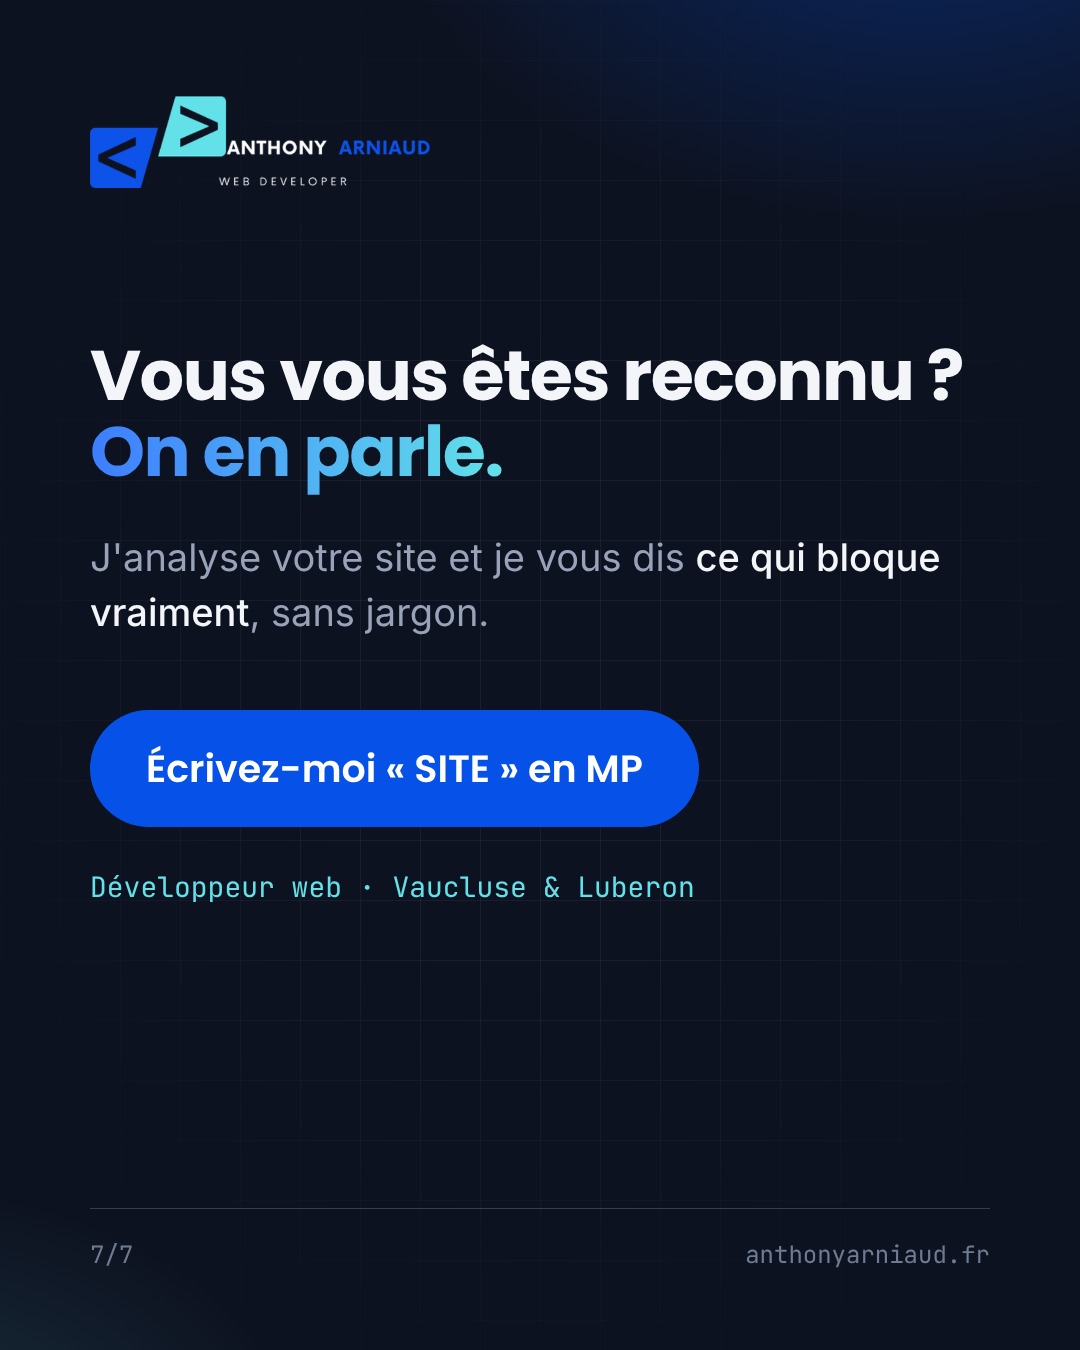 < >
ANTHONY ARNIAUD
WEB DEVELOPER
Vous vous êtes reconnu ?
On en parle.
J'analyse votre site et je vous dis ce qui bloque
vraiment, sans jargon.
Écrivez-moi « SITE » en MP
Développeur web · Vaucluse & Luberon
7/7
anthonyarniaud.fr